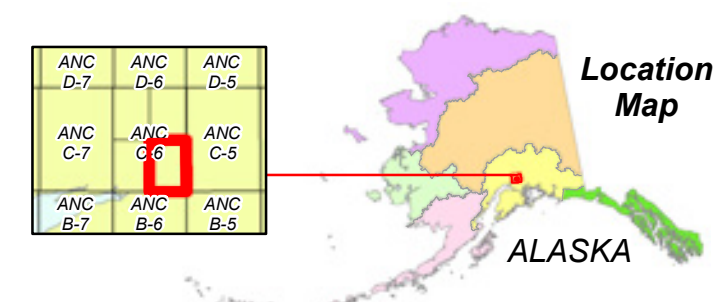 ANC ANC ANC
D-7 D-6 D-5
ANC ANC ANC
C-7 C-6 C-5
ANC ANC ANC
B-7 B-6 B-5
Location
Map
ALASKA